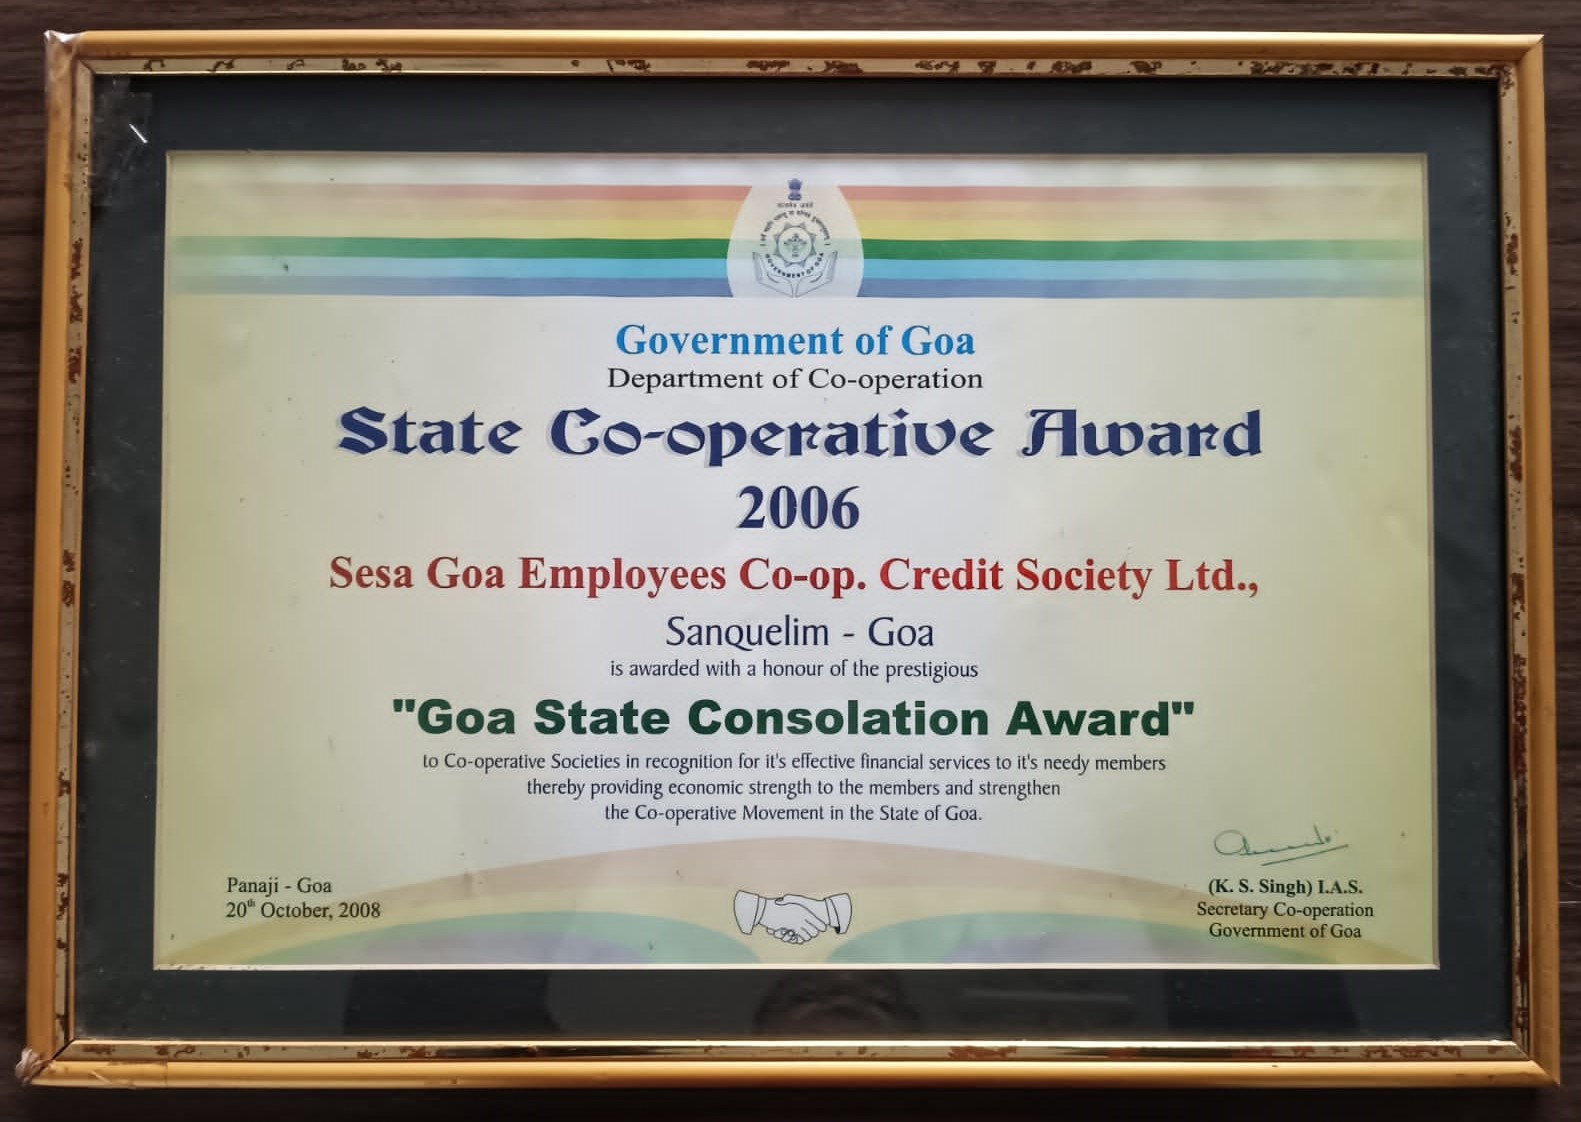 सत्यमेव जयते
GOVERNMENT OF GOA
Government of Goa
Department of Co-operation
State Co-operative Award
2006
Sesa Goa Employees Co-op. Credit Society Ltd.,
Sanquelim - Goa
is awarded with a honour of the prestigious
"Goa State Consolation Award"
to Co-operative Societies in recognition for it's effective financial services to it's needy members
thereby providing economic strength to the members and strengthen
the Co-operative Movement in the State of Goa.
Panaji - Goa
20th October, 2008
(K. S. Singh) I.A.S.
Secretary Co-operation
Government of Goa